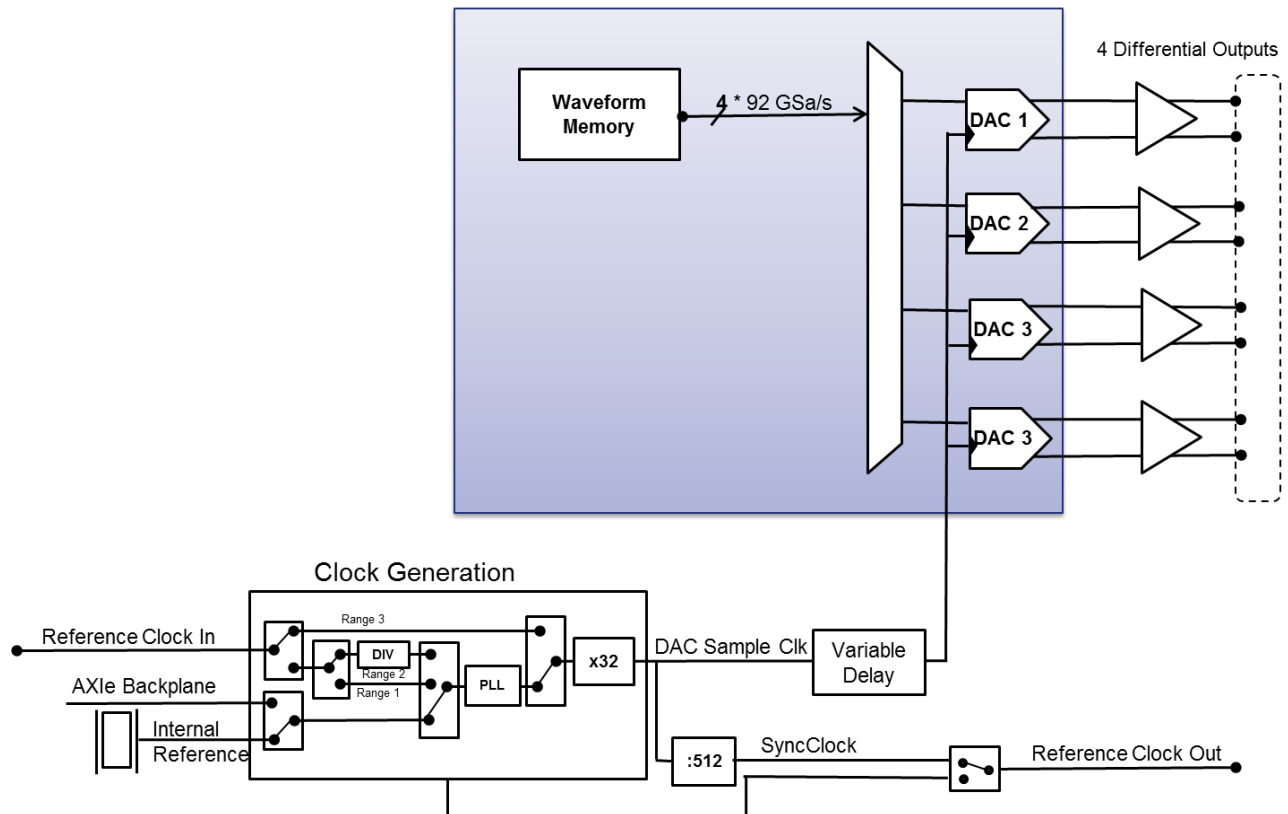 4 Differential Outputs
Waveform
Memory
4 * 92 GSa/s
DAC 1
DAC 2
DAC 3
DAC 3
Clock Generation
Reference Clock In
Range 3
DIV
Range 2
Range 1
PLL
x32
DAC Sample Clk
Variable
Delay
AXIe Backplane
Internal
Reference
:512
SyncClock
Reference Clock Out